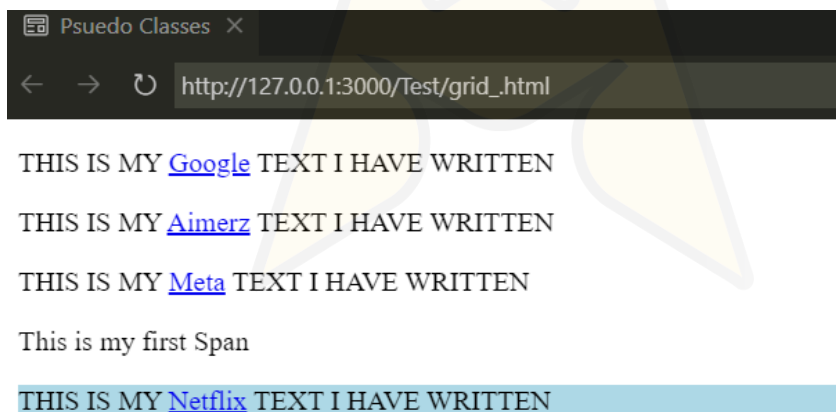 Psuedo Classes
http://127.0.0.1:3000/Test/grid_.html
THIS IS MY Google TEXT I HAVE WRITTEN
THIS IS MY Aimerz TEXT I HAVE WRITTEN
THIS IS MY Meta TEXT I HAVE WRITTEN
This is my first Span
THIS IS MY Netflix TEXT I HAVE WRITTEN